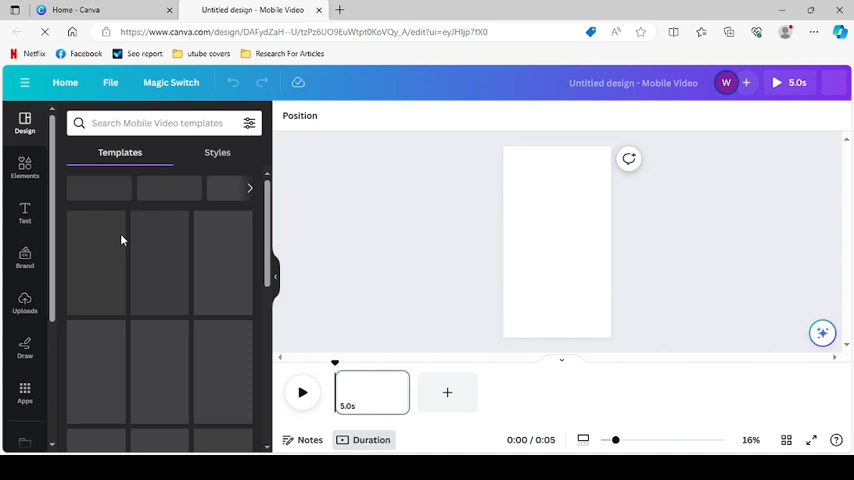 Home - Canva
Untitled design - Mobile Video
https://www.canva.com/design/DAFydZaH--U/tzPz6UO9EuWtpt0KoVQy_A/edit?ui=eyJHIjp7fX0
Netflix
Facebook
Seo report
utube covers
Research For Articles
Home
File
Magic Switch
Untitled design - Mobile Video
W
5.0s
Design
Search Mobile Video templates
Position
Templates
Styles
Elements
Text
Brand
Uploads
Draw
Apps
5.0s
Notes
Duration
0:00 / 0:05
16%